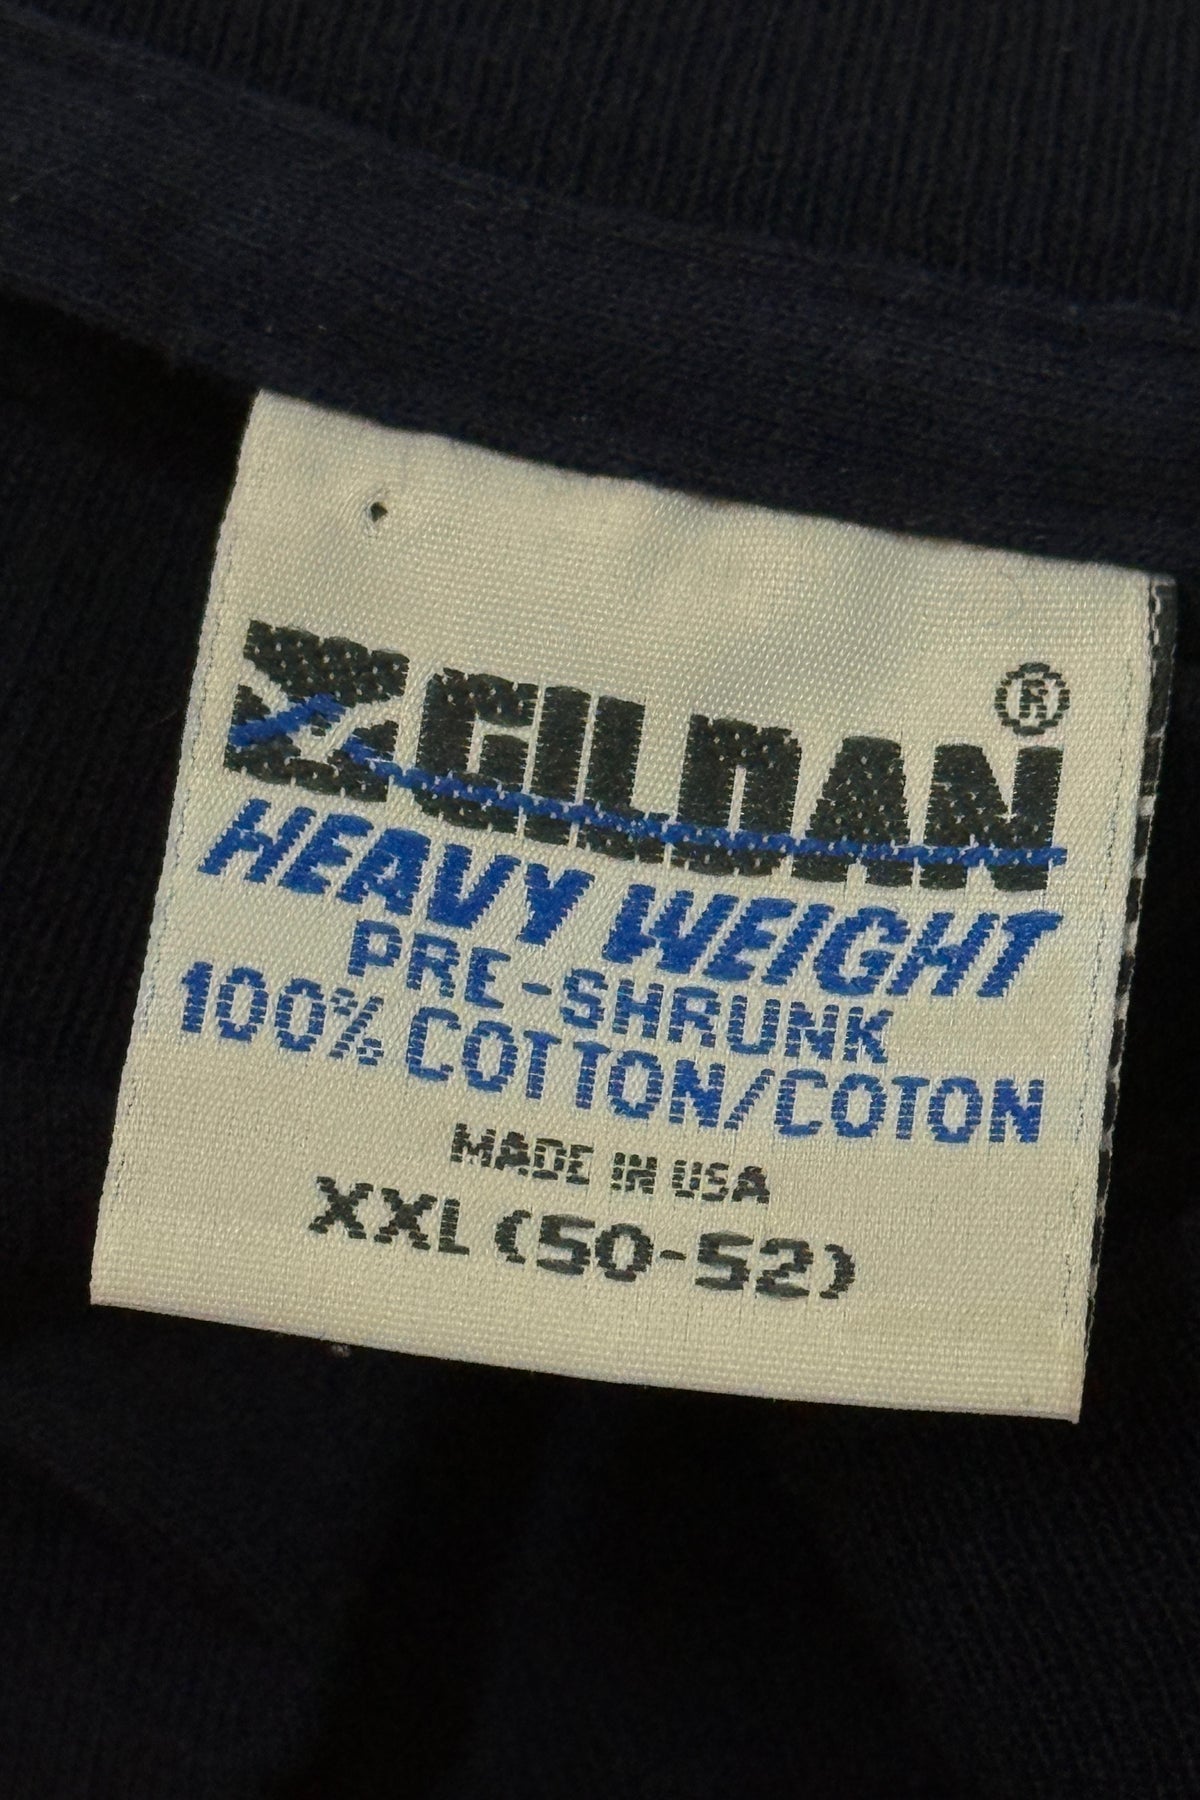 GILDAN®
HEAVY WEIGHT
PRE-SHRUNK
100% COTTON/COTON
MADE IN USA
XXL (50-52)